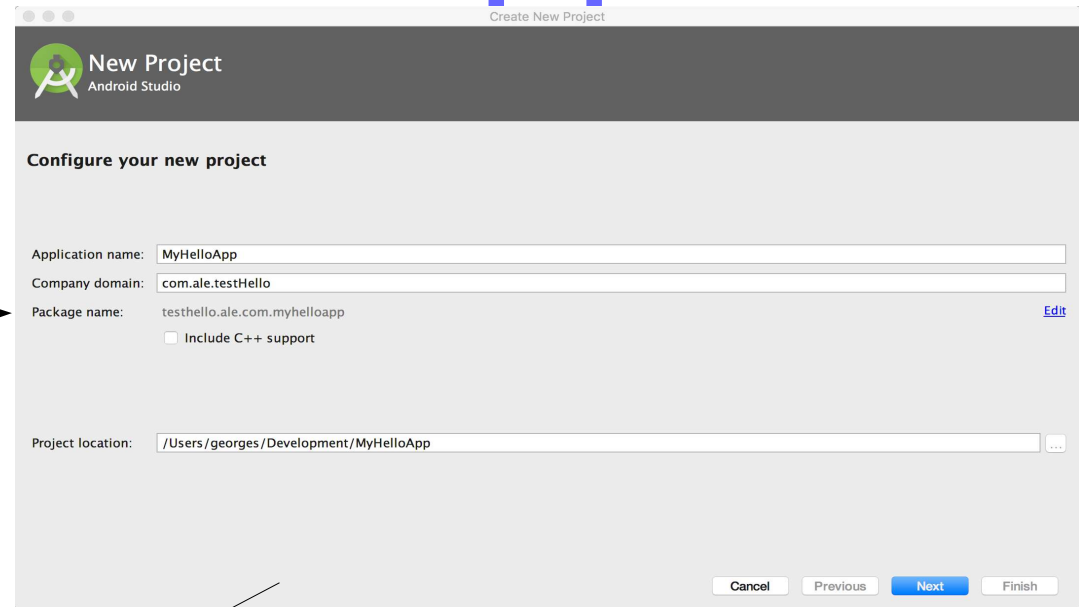 Create New Project
New Project
Android Studio
Configure your new project
Application name: MyHelloApp
Company domain: com.ale.testHello
Package name: testhello.ale.com.myhelloapp Edit
Include C++ support
Project location: /Users/georges/Development/MyHelloApp ...
Cancel Previous Next Finish